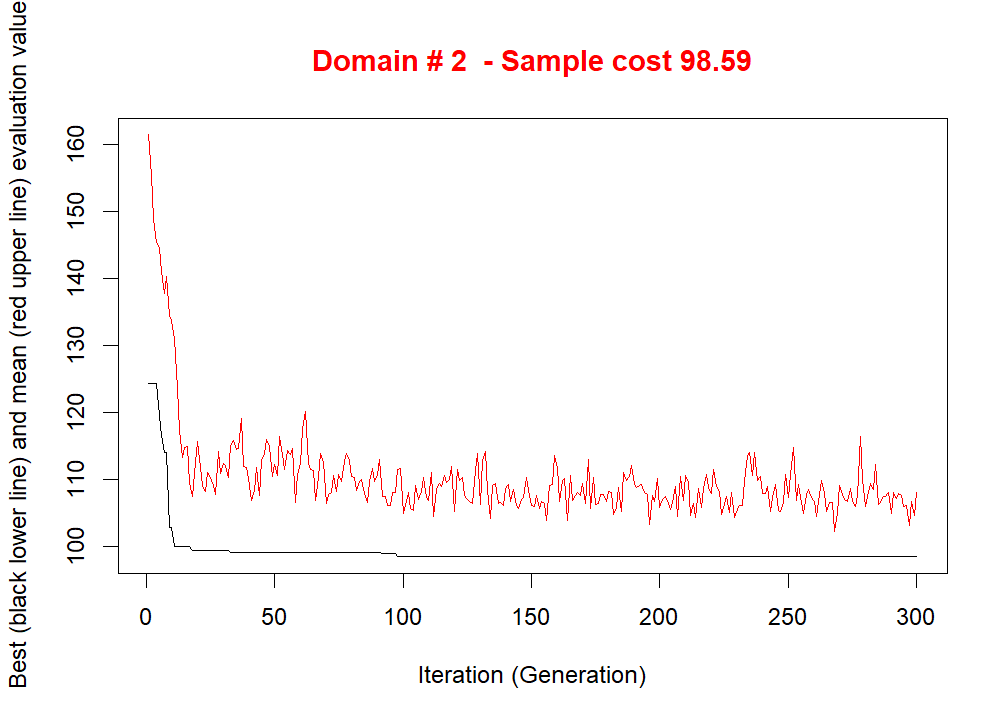 Domain # 2  - Sample cost 98.59
Best (black lower line) and mean (red upper line) evaluation value
160
150
140
130
120
110
100
0 50 100 150 200 250 300
Iteration (Generation)